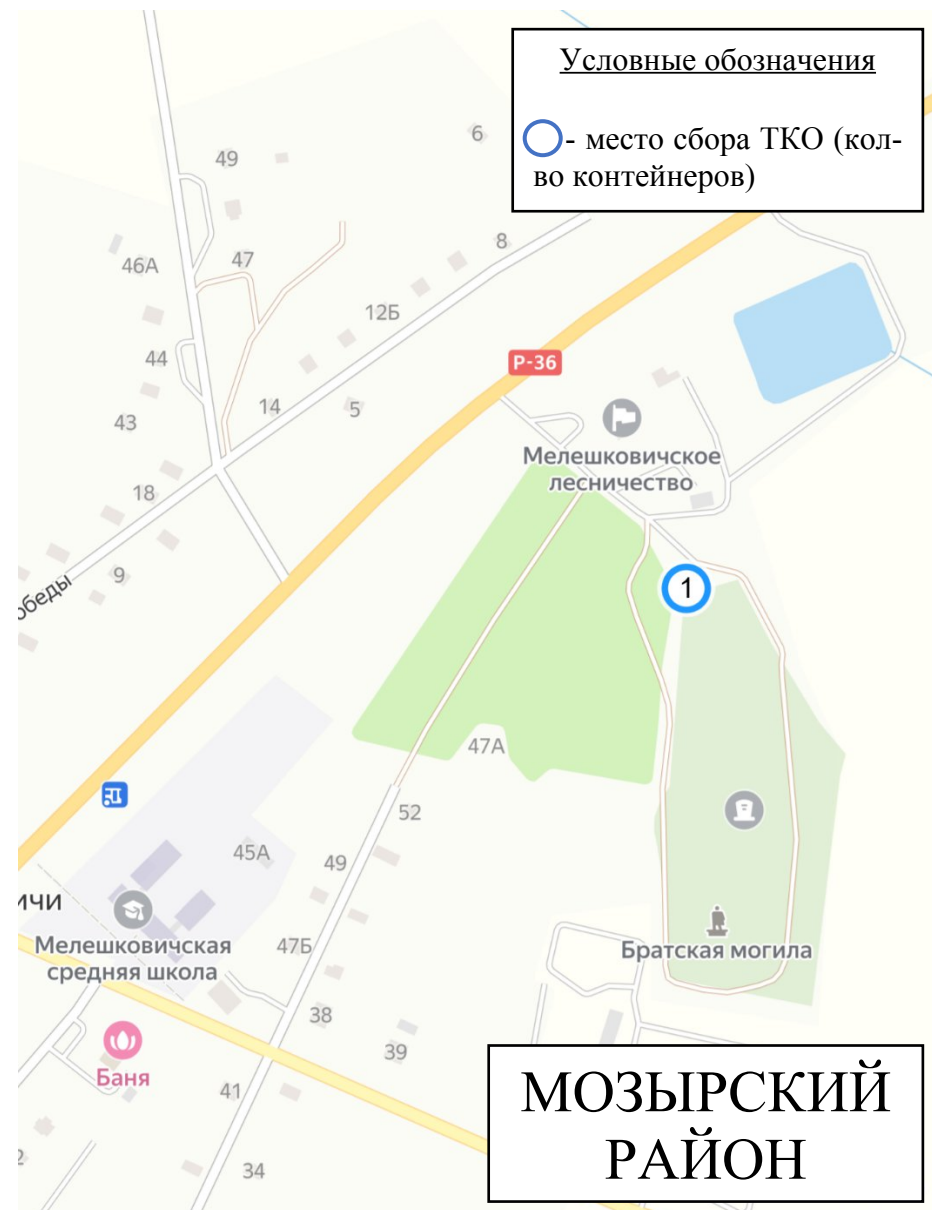 Условные обозначения
- место сбора ТКО (кол-
во контейнеров)
6
49
8
46А
47
12Б
Р-36
44
14
5
43
Мелешковичское
лесничество
18
9
обеды
1
47А
52
45А
49
ичи
Мелешковичская
средняя школа
47Б
Братская могила
38
39
Баня
41
МОЗЫРСКИЙ
РАЙОН
2
34